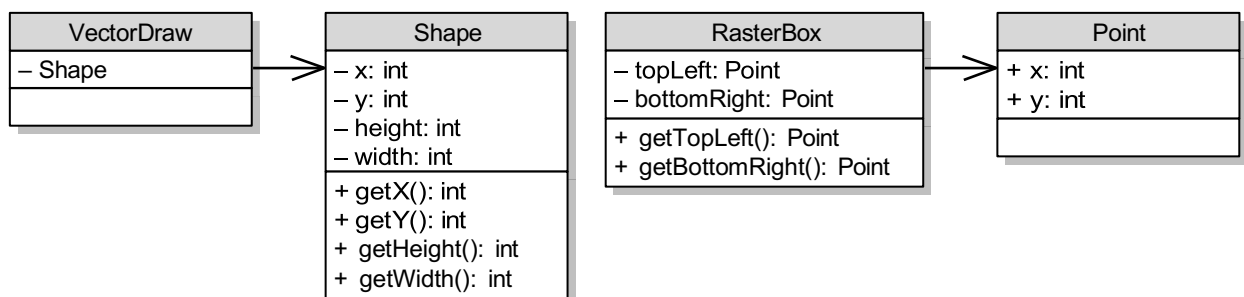 VectorDraw
– Shape
Shape
– x: int
– y: int
– height: int
– width: int
+ getX(): int
+ getY(): int
+ getHeight(): int
+ getWidth(): int
RasterBox
– topLeft: Point
– bottomRight: Point
+ getTopLeft(): Point
+ getBottomRight(): Point
Point
+ x: int
+ y: int